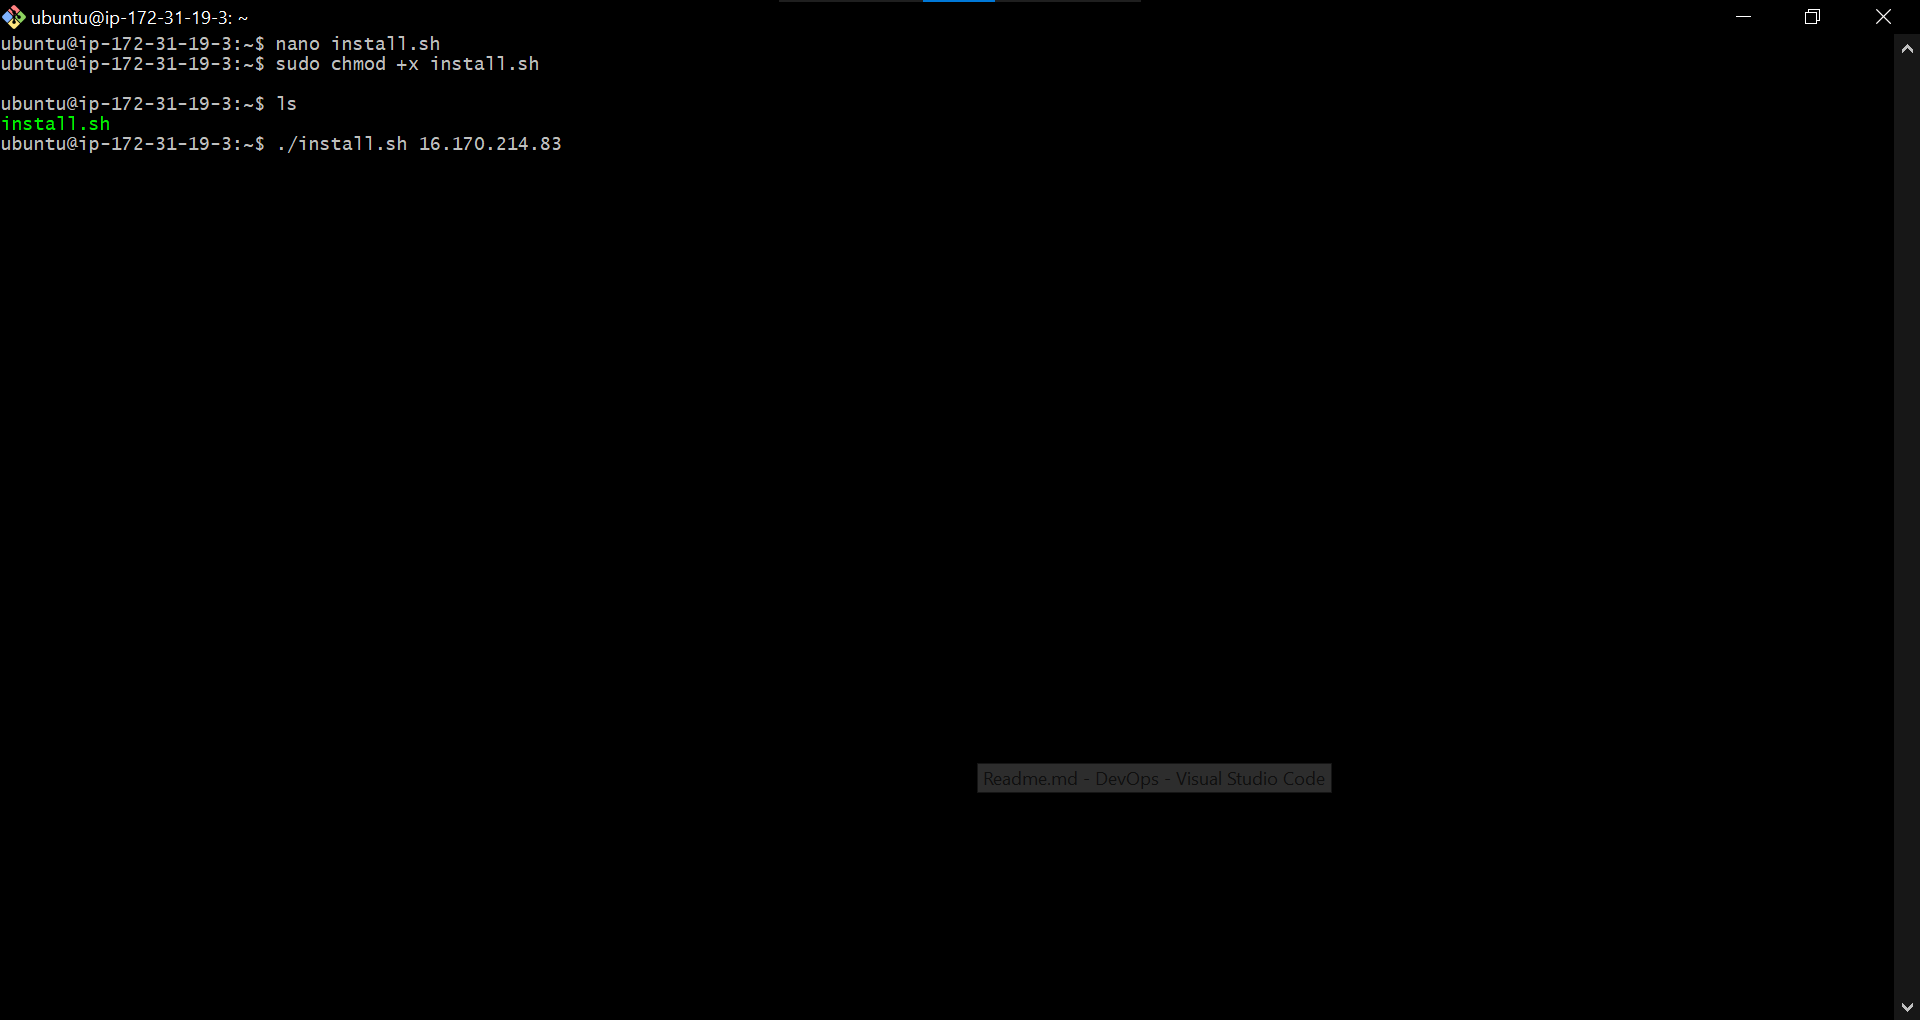 ubuntu@ip-172-31-19-3: ~
ubuntu@ip-172-31-19-3:~$ nano install.sh
ubuntu@ip-172-31-19-3:~$ sudo chmod +x install.sh
ubuntu@ip-172-31-19-3:~$ ls
install.sh
ubuntu@ip-172-31-19-3:~$ ./install.sh 16.170.214.83
Readme.md - DevOps - Visual Studio Code